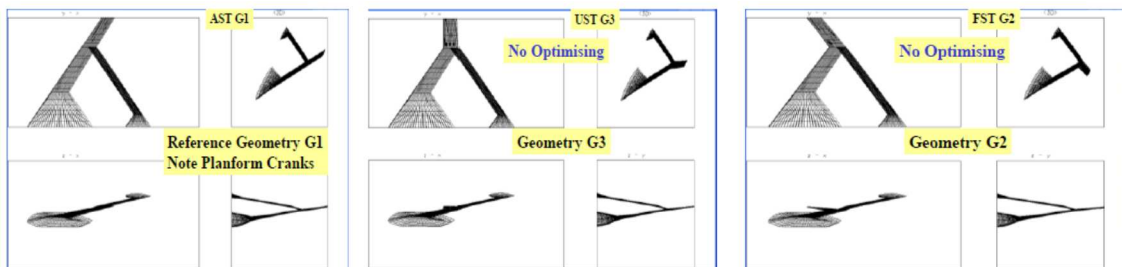 AST G1
Reference Geometry G1
Note Planform Cranks
UST G3
No Optimising
Geometry G3
FST G2
No Optimising
Geometry G2